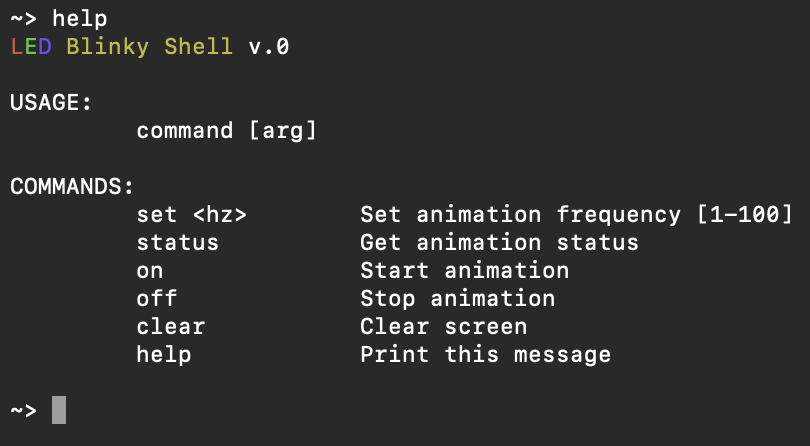 ~> help
LED Blinky Shell v.0
USAGE:
command [arg]
COMMANDS:
set <hz> Set animation frequency [1-100]
status Get animation status
on Start animation
off Stop animation
clear Clear screen
help Print this message
~>